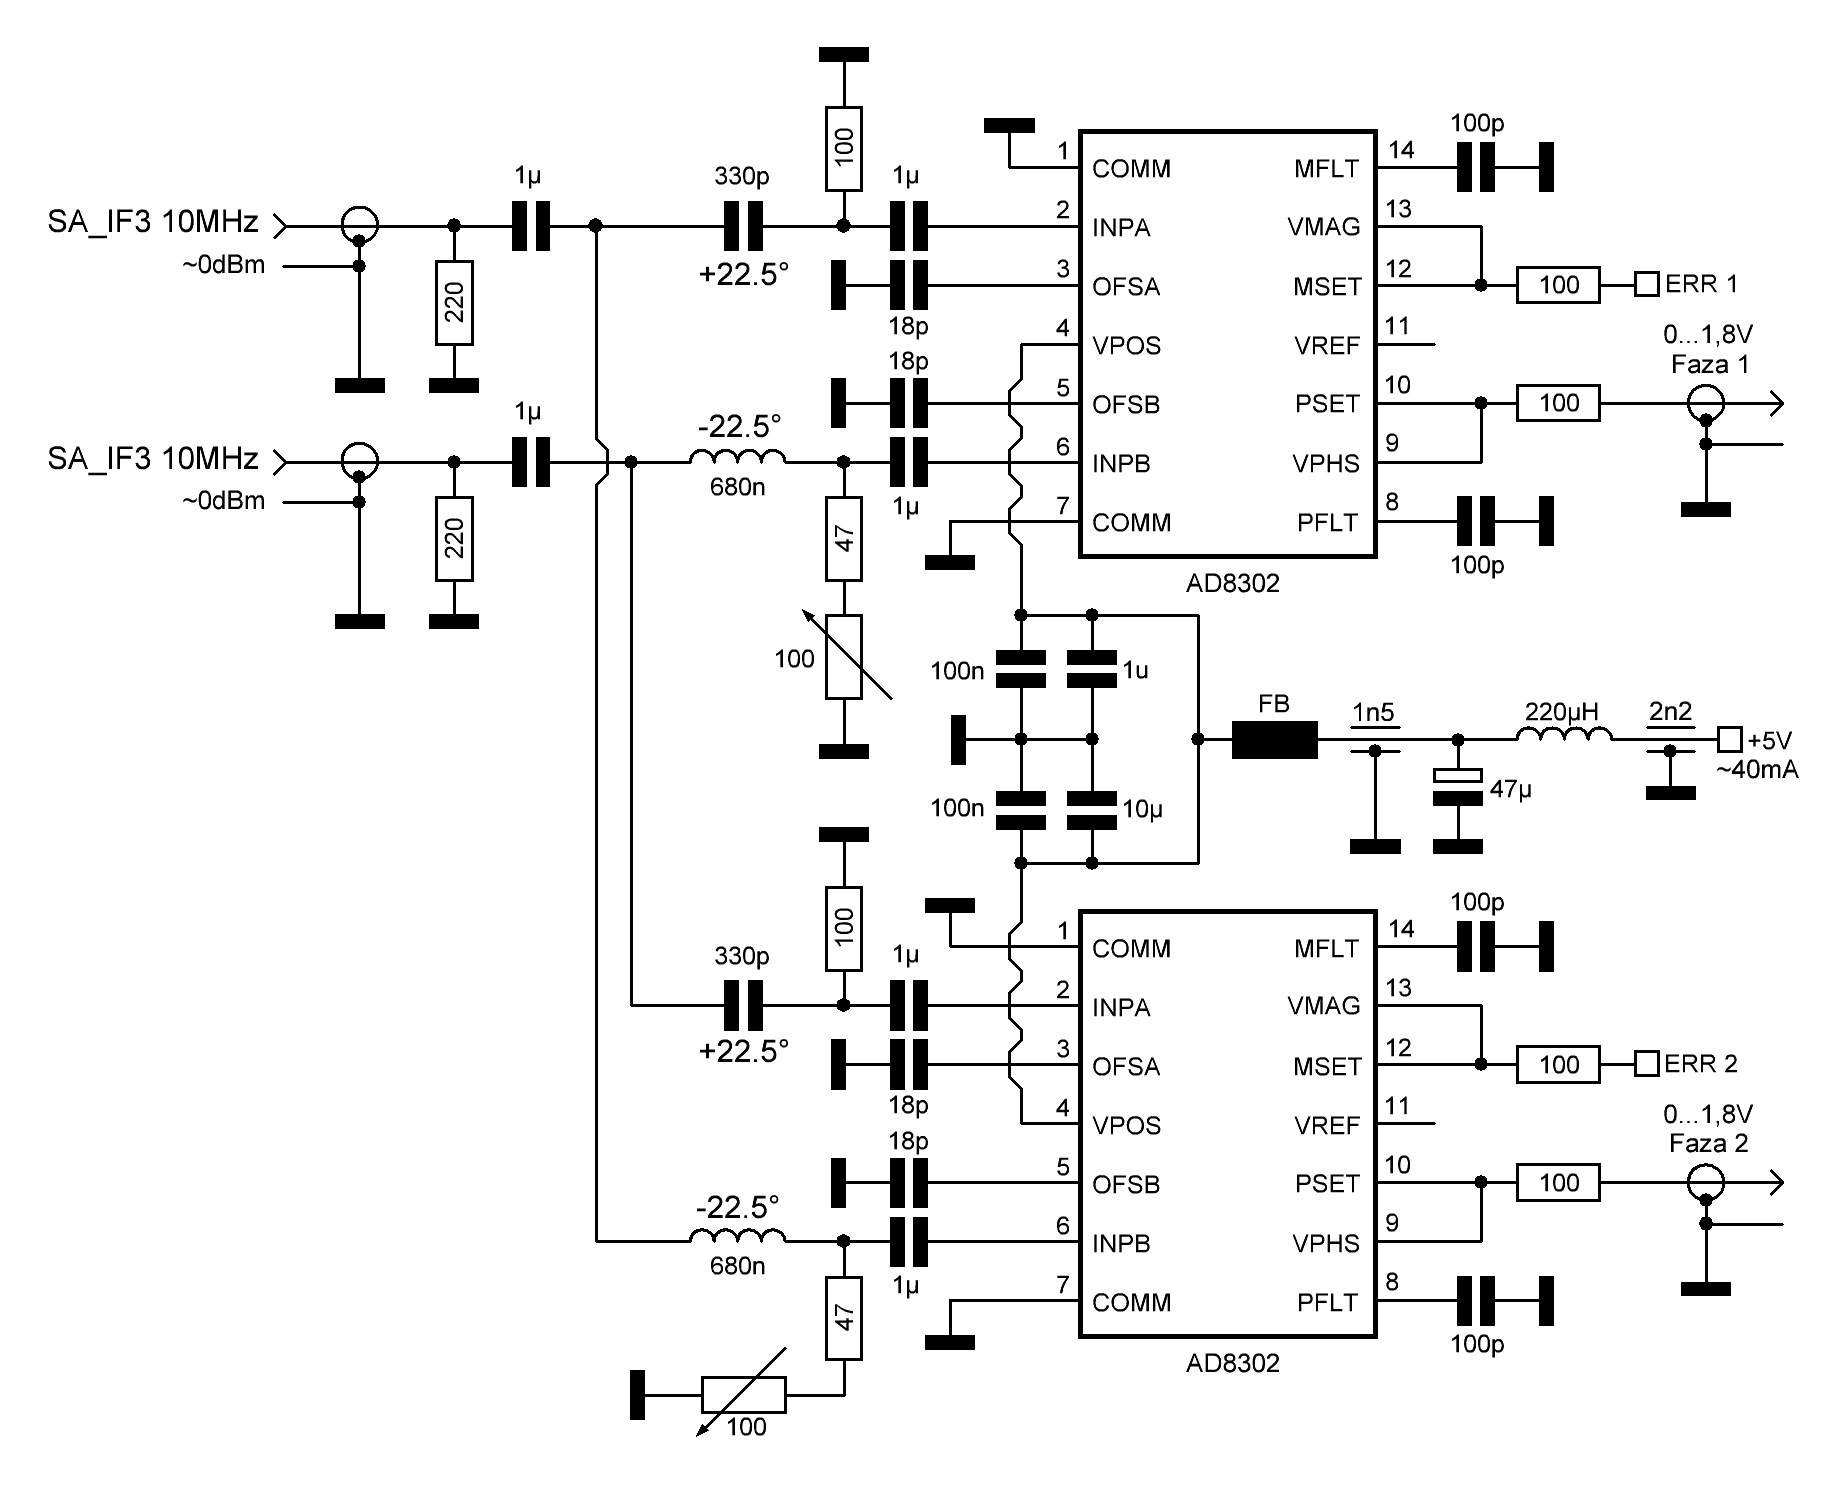 SA_IF3 10MHz
~0dBm
220
1µ
330p
+22.5°
100
1µ
18p
SA_IF3 10MHz
~0dBm
220
1µ
-22.5°
680n
18p
1µ
47
100
1
COMM
2
INPA
3
OFSA
4
VPOS
5
OFSB
6
INPB
7
COMM
14
MFLT
13
VMAG
12
MSET
11
VREF
10
PSET
9
VPHS
8
PFLT
AD8302
100p
100
ERR 1
0...1,8V
Faza 1
100
100p
100n
1u
100n
10µ
FB
1n5
47µ
220µH
2n2
+5V
~40mA
330p
+22.5°
100
1µ
18p
18p
-22.5°
680n
1µ
47
100
1
COMM
2
INPA
3
OFSA
4
VPOS
5
OFSB
6
INPB
7
COMM
14
MFLT
13
VMAG
12
MSET
11
VREF
10
PSET
9
VPHS
8
PFLT
AD8302
100p
100
ERR 2
0...1,8V
Faza 2
100
100p